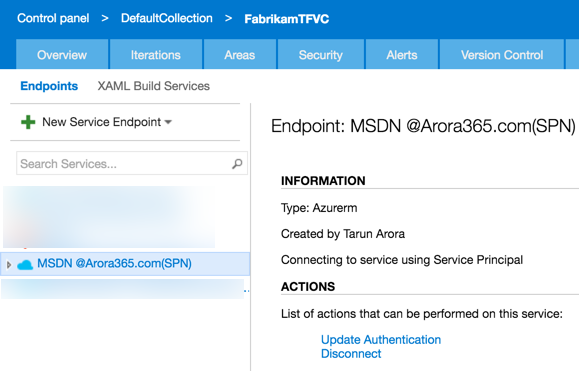 Control panel > DefaultCollection > FabrikamTFVC
Overview Iterations Areas Security Alerts Version Control
Endpoints XAML Build Services
New Service Endpoint
Search Services...
MSDN @Arora365.com(SPN)
Endpoint: MSDN @Arora365.com(SPN)
INFORMATION
Type: Azurerm
Created by Tarun Arora
Connecting to service using Service Principal
ACTIONS
List of actions that can be performed on this service:
Update Authentication
Disconnect